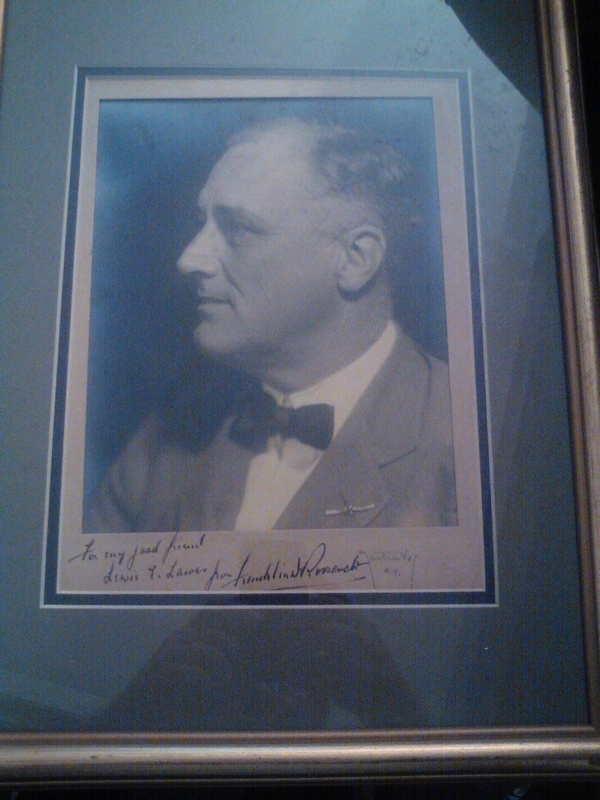 For my good friend
Lewis E. Lawes from Franklin D Roosevelt
N.Y.